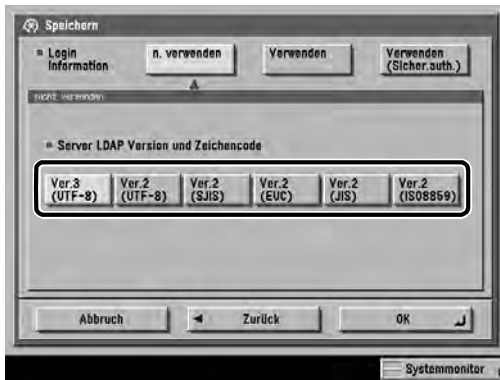 Speichern
Login
Information
n. verwenden
Verwenden
Verwenden
(Sicher.auth.)
Nicht verwenden
Server LDAP Version und Zeichencode
Ver.3
(UTF-8)
Ver.2
(UTF-8)
Ver.2
(SJIS)
Ver.2
(EUC)
Ver.2
(JIS)
Ver.2
(ISO8859)
Abbruch
Zurück
OK
Systemmonitor